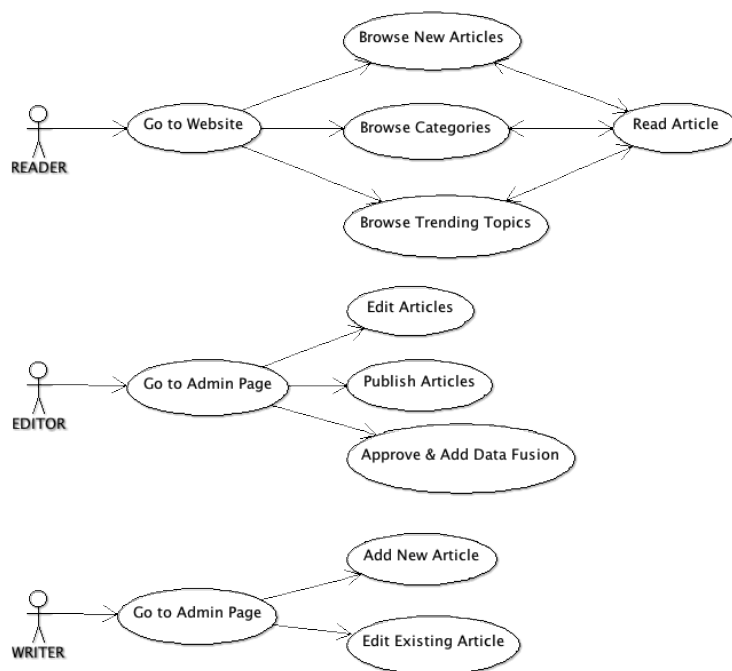 Browse New Articles
Go to Website
Browse Categories
Read Article
READER
Browse Trending Topics
Edit Articles
Go to Admin Page
Publish Articles
EDITOR
Approve & Add Data Fusion
Add New Article
Go to Admin Page
Edit Existing Article
WRITER